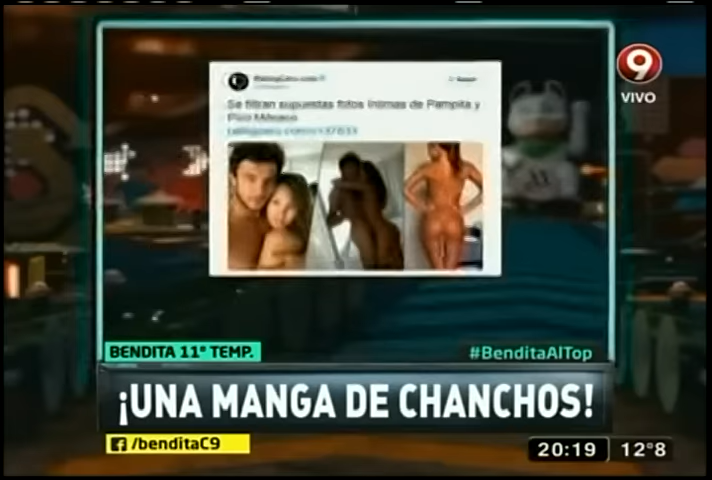 9
VIVO
Se filtran supuestas fotos íntimas de Pampita y
Pico Mónaco
BENDITA 11° TEMP.
#BenditaAlTop
¡UNA MANGA DE CHANCHOS!
/benditaC9
20:19
12°8